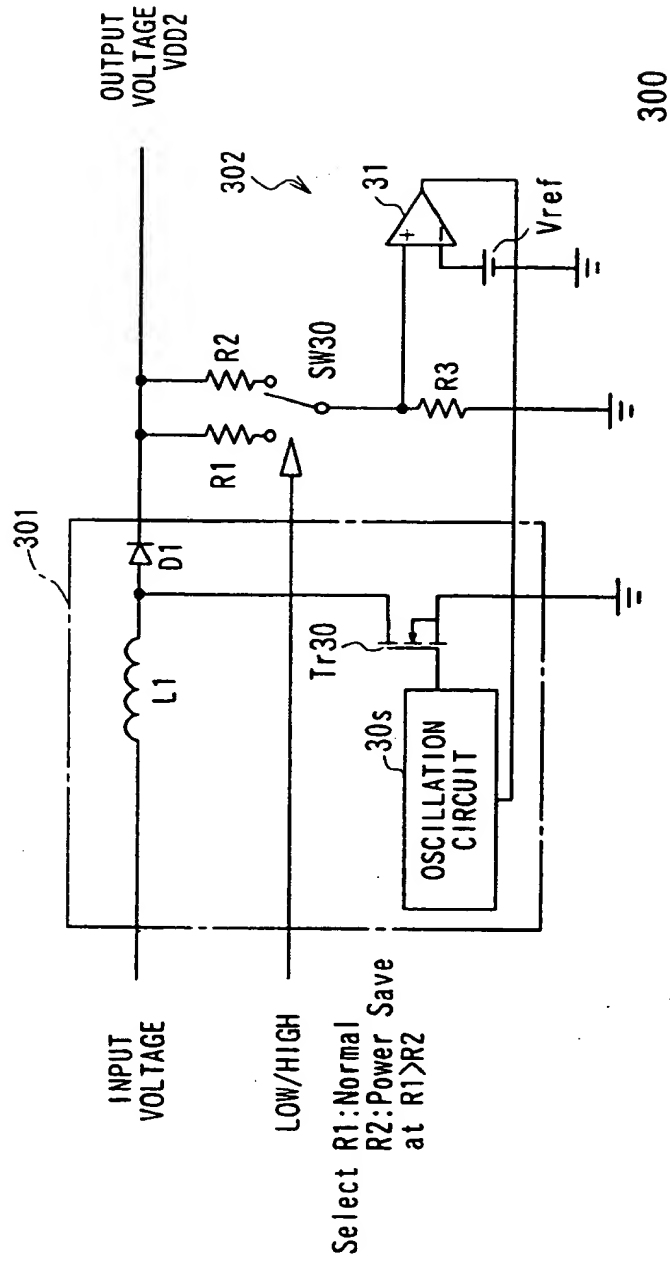 OUTPUT
VOLTAGE
VDD2
300
302
31
+
−
Vref
R2
SW30
R3
R1
301
D1
L1
Tr30
30s
OSCILLATION
CIRCUIT
INPUT
VOLTAGE
LOW/HIGH
Select R1:Normal
R2:Power Save
at R1>R2